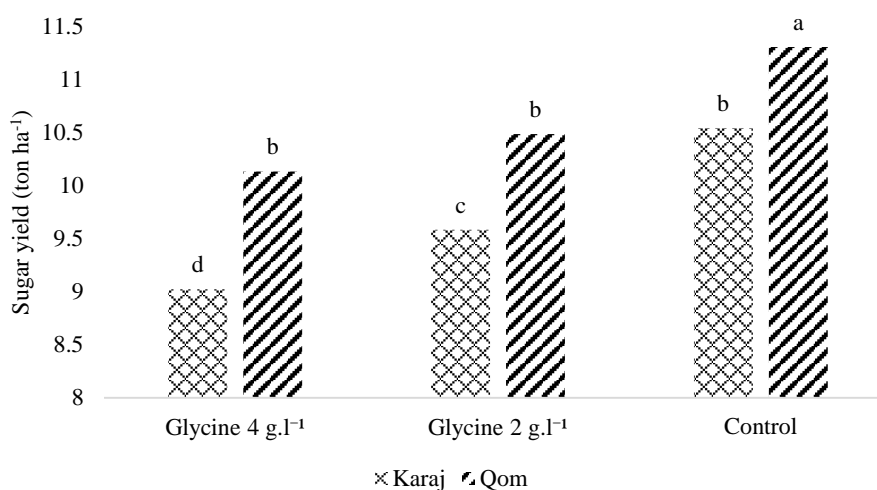 Sugar yield (ton ha⁻¹)
11.5
11
10.5
10
9.5
9
8.5
8
d
b
c
b
b
a
Glycine 4 g.l⁻¹
Glycine 2 g.l⁻¹
Control
Karaj
Qom